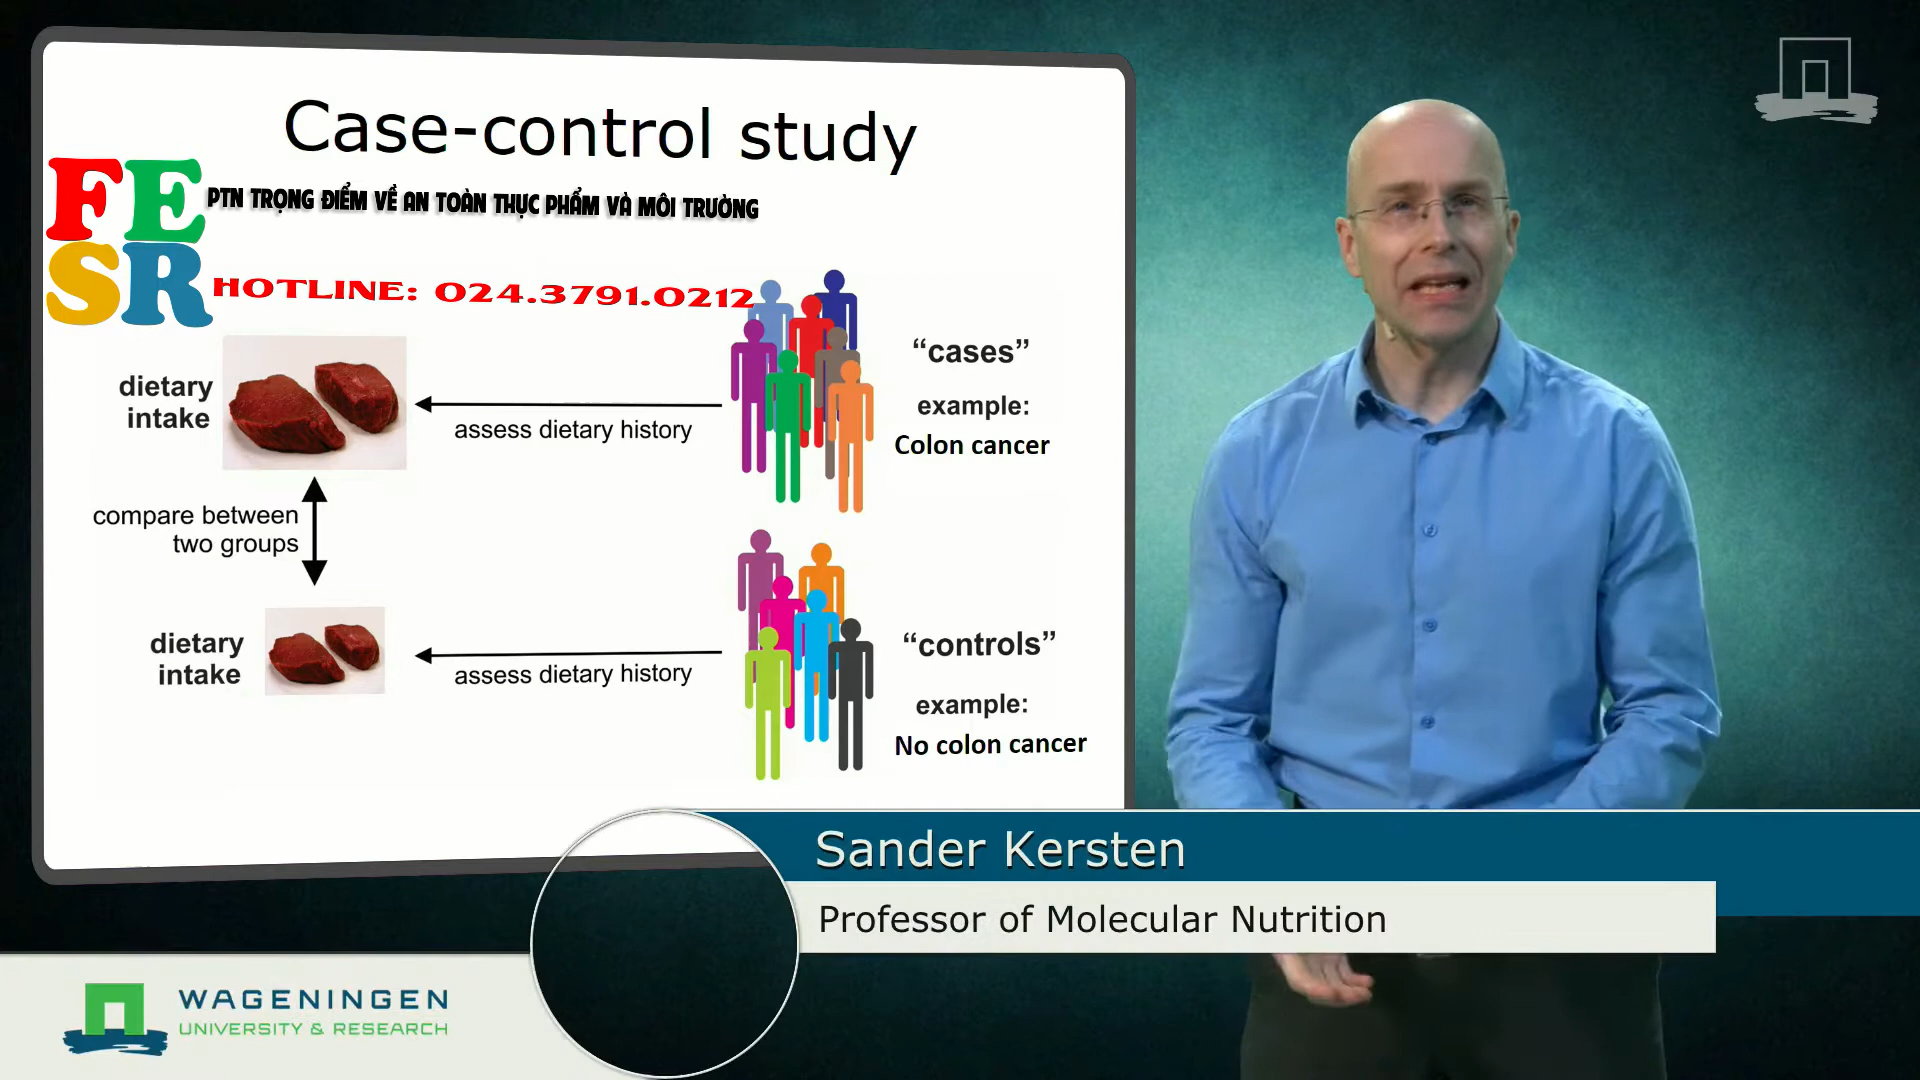 Case-control study
FE
SR
PTN TRỌNG ĐIỂM VỀ AN TOÀN THỰC PHẨM VÀ MÔI TRƯỜNG
HOTLINE: 024.3791.0212
dietary
intake
assess dietary history
“cases”
example:
Colon cancer
compare between
two groups
dietary
intake
assess dietary history
“controls”
example:
No colon cancer
Sander Kersten
Professor of Molecular Nutrition
WAGENINGEN
UNIVERSITY & RESEARCH